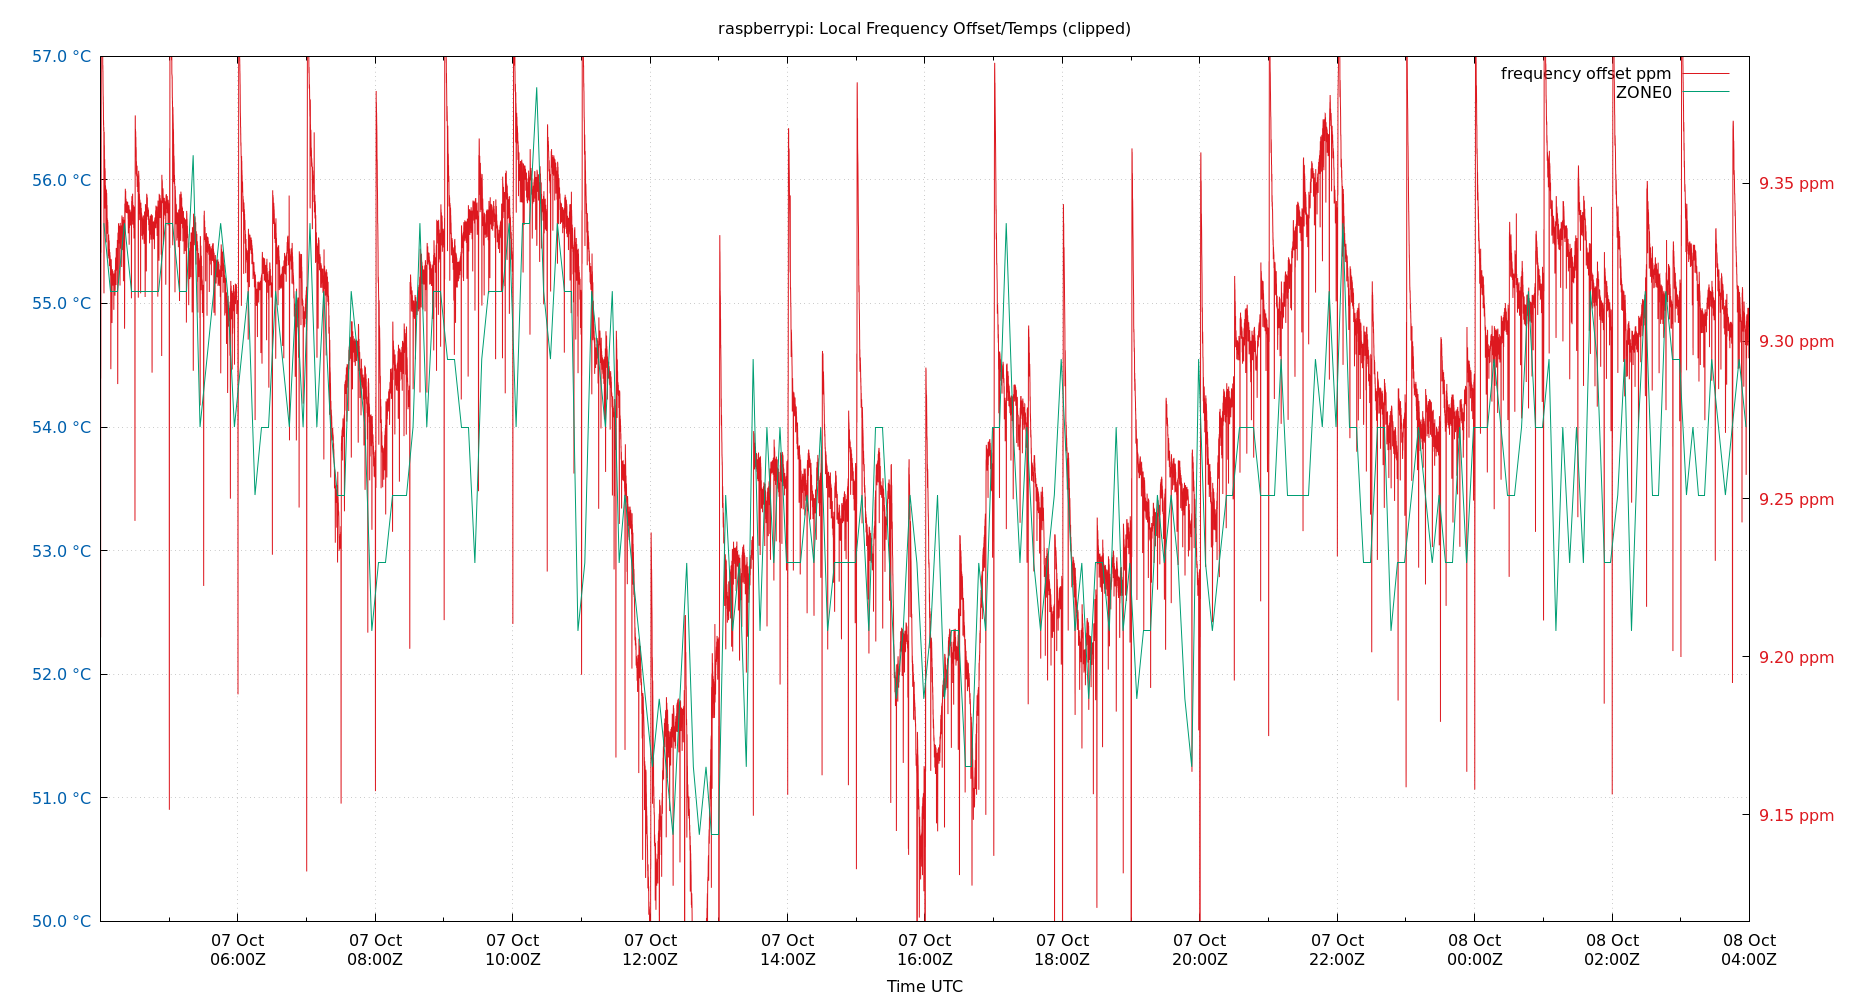 raspberrypi: Local Frequency Offset/Temps (clipped)
57.0 °C
56.0 °C
55.0 °C
54.0 °C
53.0 °C
52.0 °C
51.0 °C
50.0 °C
frequency offset ppm
ZONE0
9.35 ppm
9.30 ppm
9.25 ppm
9.20 ppm
9.15 ppm
07 Oct 07 Oct 07 Oct 07 Oct 07 Oct 07 Oct 07 Oct 07 Oct 07 Oct 08 Oct 08 Oct 08 Oct
06:00Z 08:00Z 10:00Z 12:00Z 14:00Z 16:00Z 18:00Z 20:00Z 22:00Z 00:00Z 02:00Z 04:00Z
Time UTC